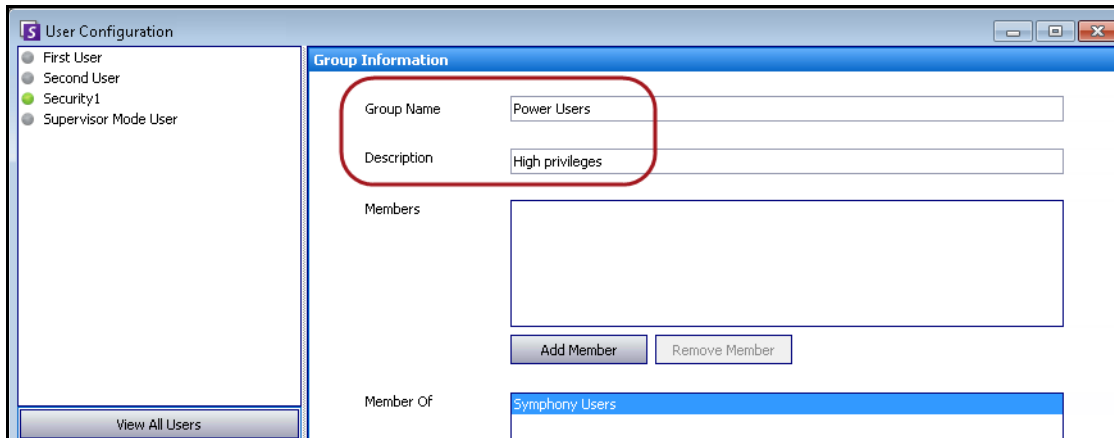 User Configuration
First User
Second User
Security1
Supervisor Mode User
View All Users
Group Information
Group Name Power Users
Description High privileges
Members
Add Member Remove Member
Member Of Symphony Users